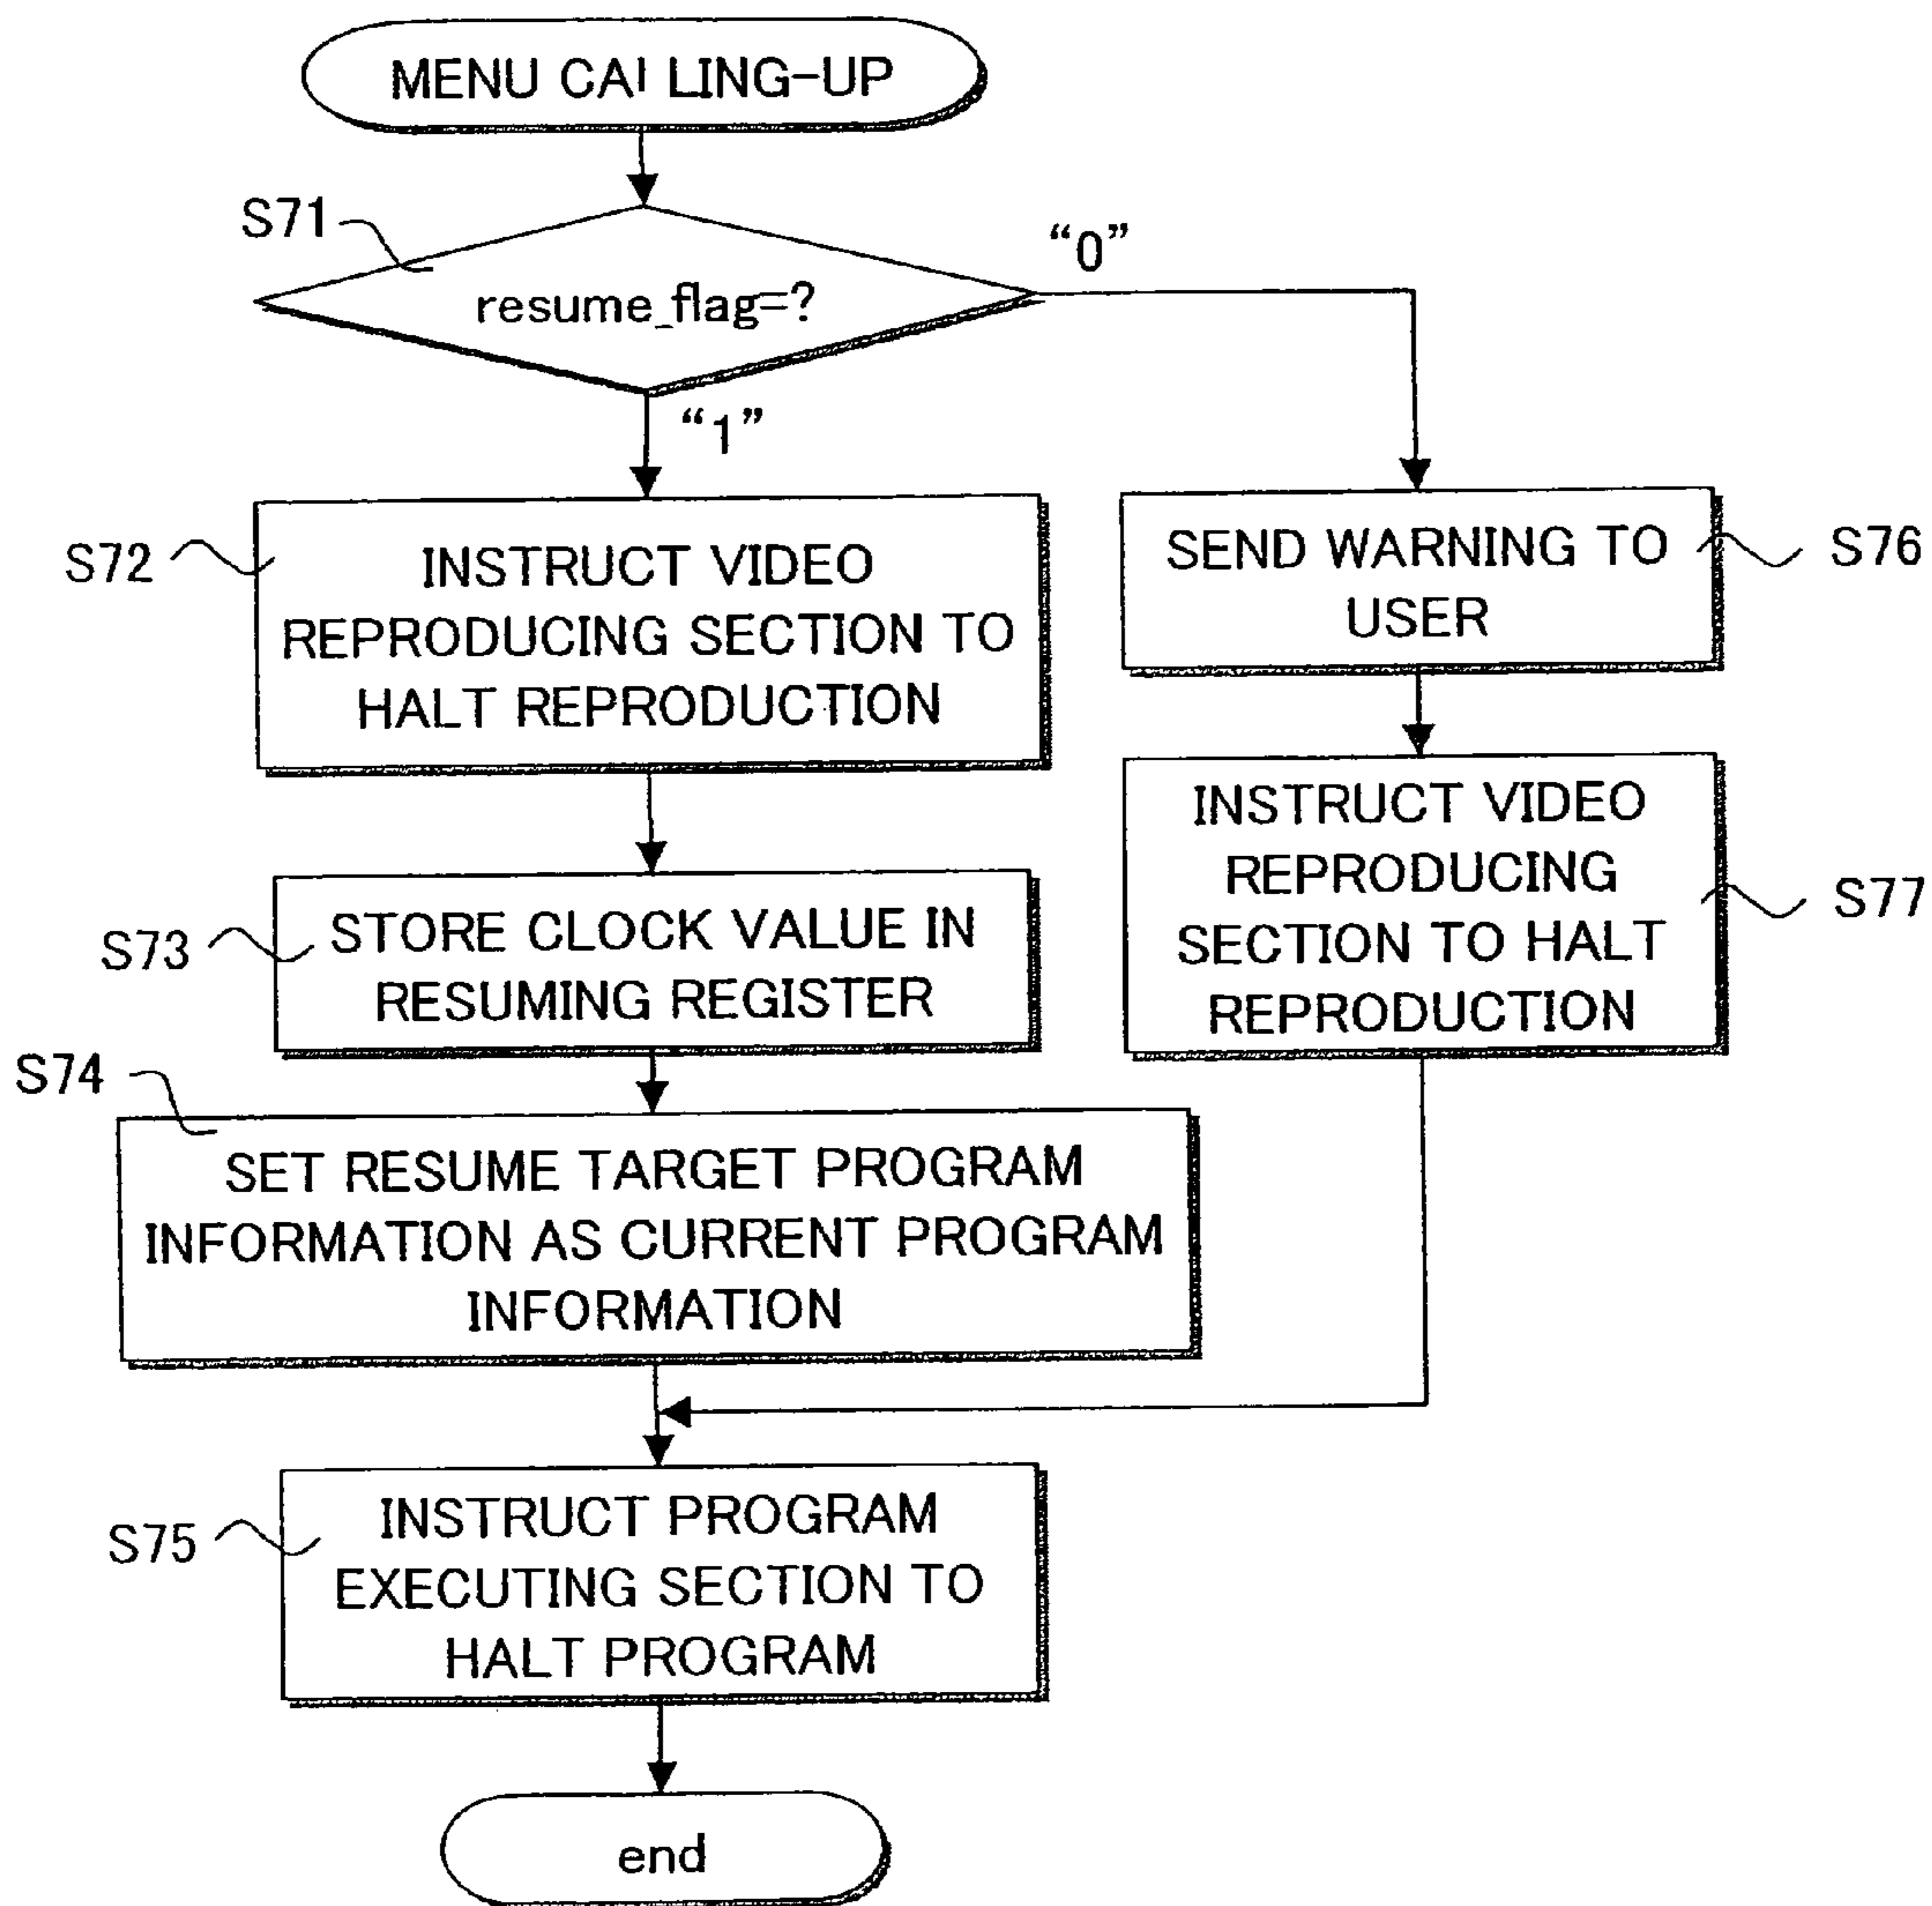 MENU CALLING-UP
S71
resume_flag=?
"0"
"1"
S72
INSTRUCT VIDEO
REPRODUCING SECTION TO
HALT REPRODUCTION
SEND WARNING TO
USER
S76
S73
STORE CLOCK VALUE IN
RESUMING REGISTER
INSTRUCT VIDEO
REPRODUCING
SECTION TO HALT
REPRODUCTION
S77
S74
SET RESUME TARGET PROGRAM
INFORMATION AS CURRENT PROGRAM
INFORMATION
S75
INSTRUCT PROGRAM
EXECUTING SECTION TO
HALT PROGRAM
end